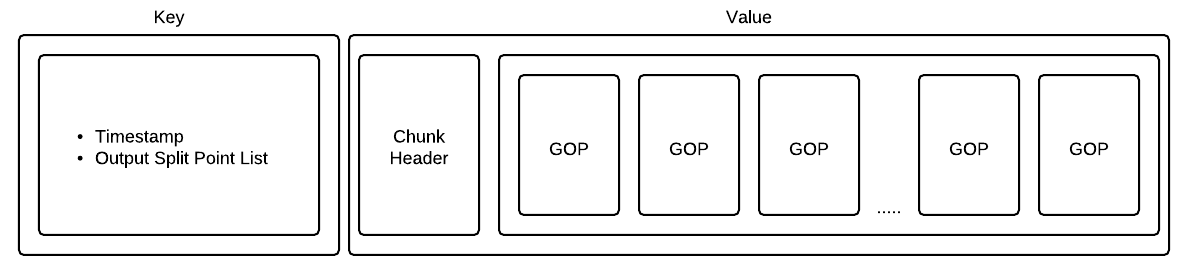 Key
Value
• Timestamp
• Output Split Point List
Chunk
Header
GOP
GOP
GOP
.....
GOP
GOP